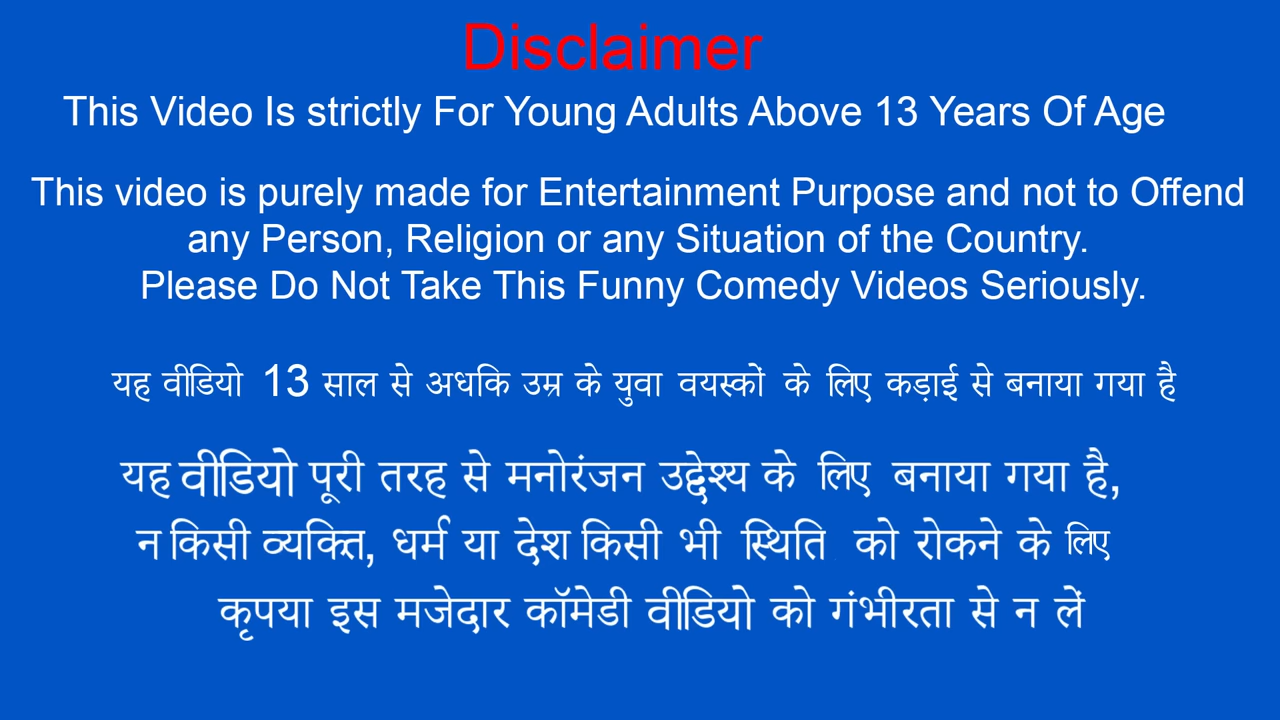 Disclaimer
This Video Is strictly For Young Adults Above 13 Years Of Age
This video is purely made for Entertainment Purpose and not to Offend
any Person, Religion or any Situation of the Country.
Please Do Not Take This Funny Comedy Videos Seriously.
यह वीडियो 13 साल से अधकि उम्र के युवा वयस्कों के लिए कड़ाई से बनाया गया है
यह वीडियो पूरी तरह से मनोरंजन उद्देश्य के लिए बनाया गया है,
न किसी व्यक्ति, धर्म या देश किसी भी स्थिति को रोकने के लिए
कृपया इस मजेदार कॉमेडी वीडियो को गंभीरता से न लें